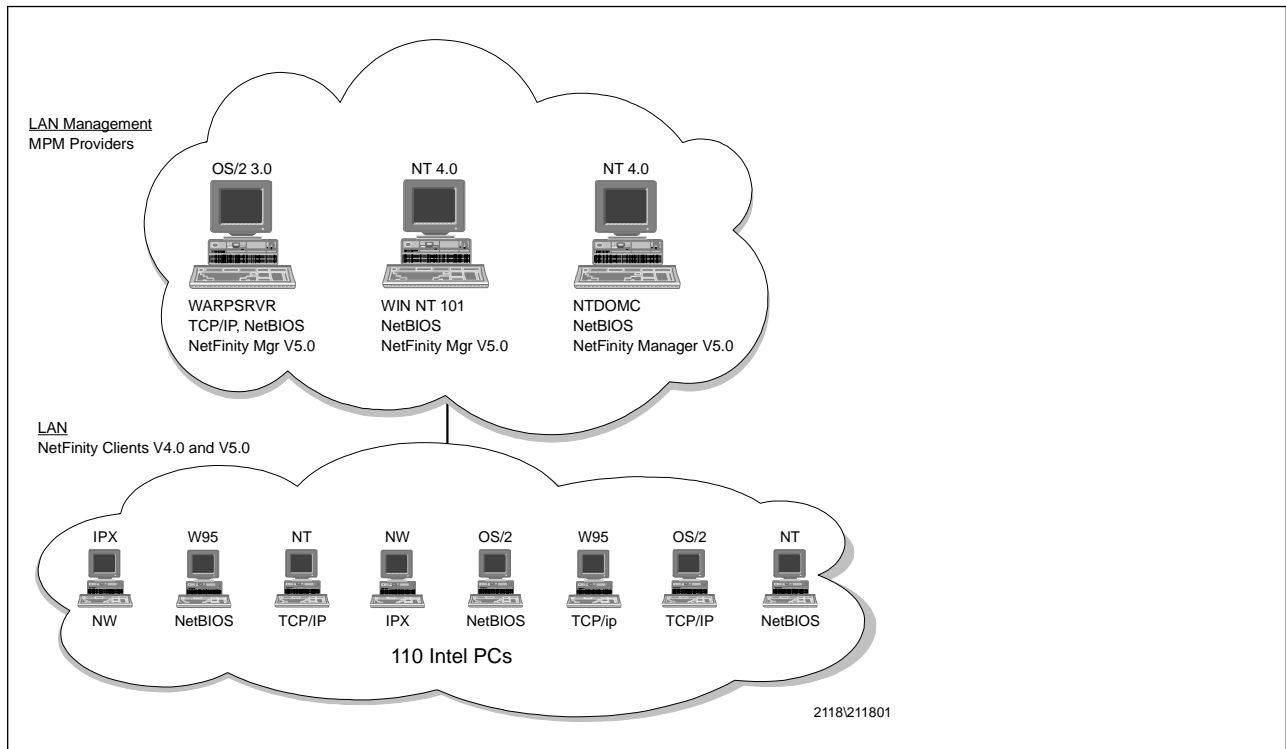 LAN Management
MPM Providers
OS/2 3.0
NT 4.0
NT 4.0
WARPSRVR
TCP/IP, NetBIOS
NetFinity Mgr V5.0
WIN NT 101
NetBIOS
NetFinity Mgr V5.0
NTDOMC
NetBIOS
NetFinity Manager V5.0
LAN
NetFinity Clients V4.0 and V5.0
IPX
NW
W95
NetBIOS
NT
TCP/IP
NW
IPX
OS/2
NetBIOS
W95
TCP/ip
OS/2
TCP/IP
NT
NetBIOS
110 Intel PCs
2118\211801